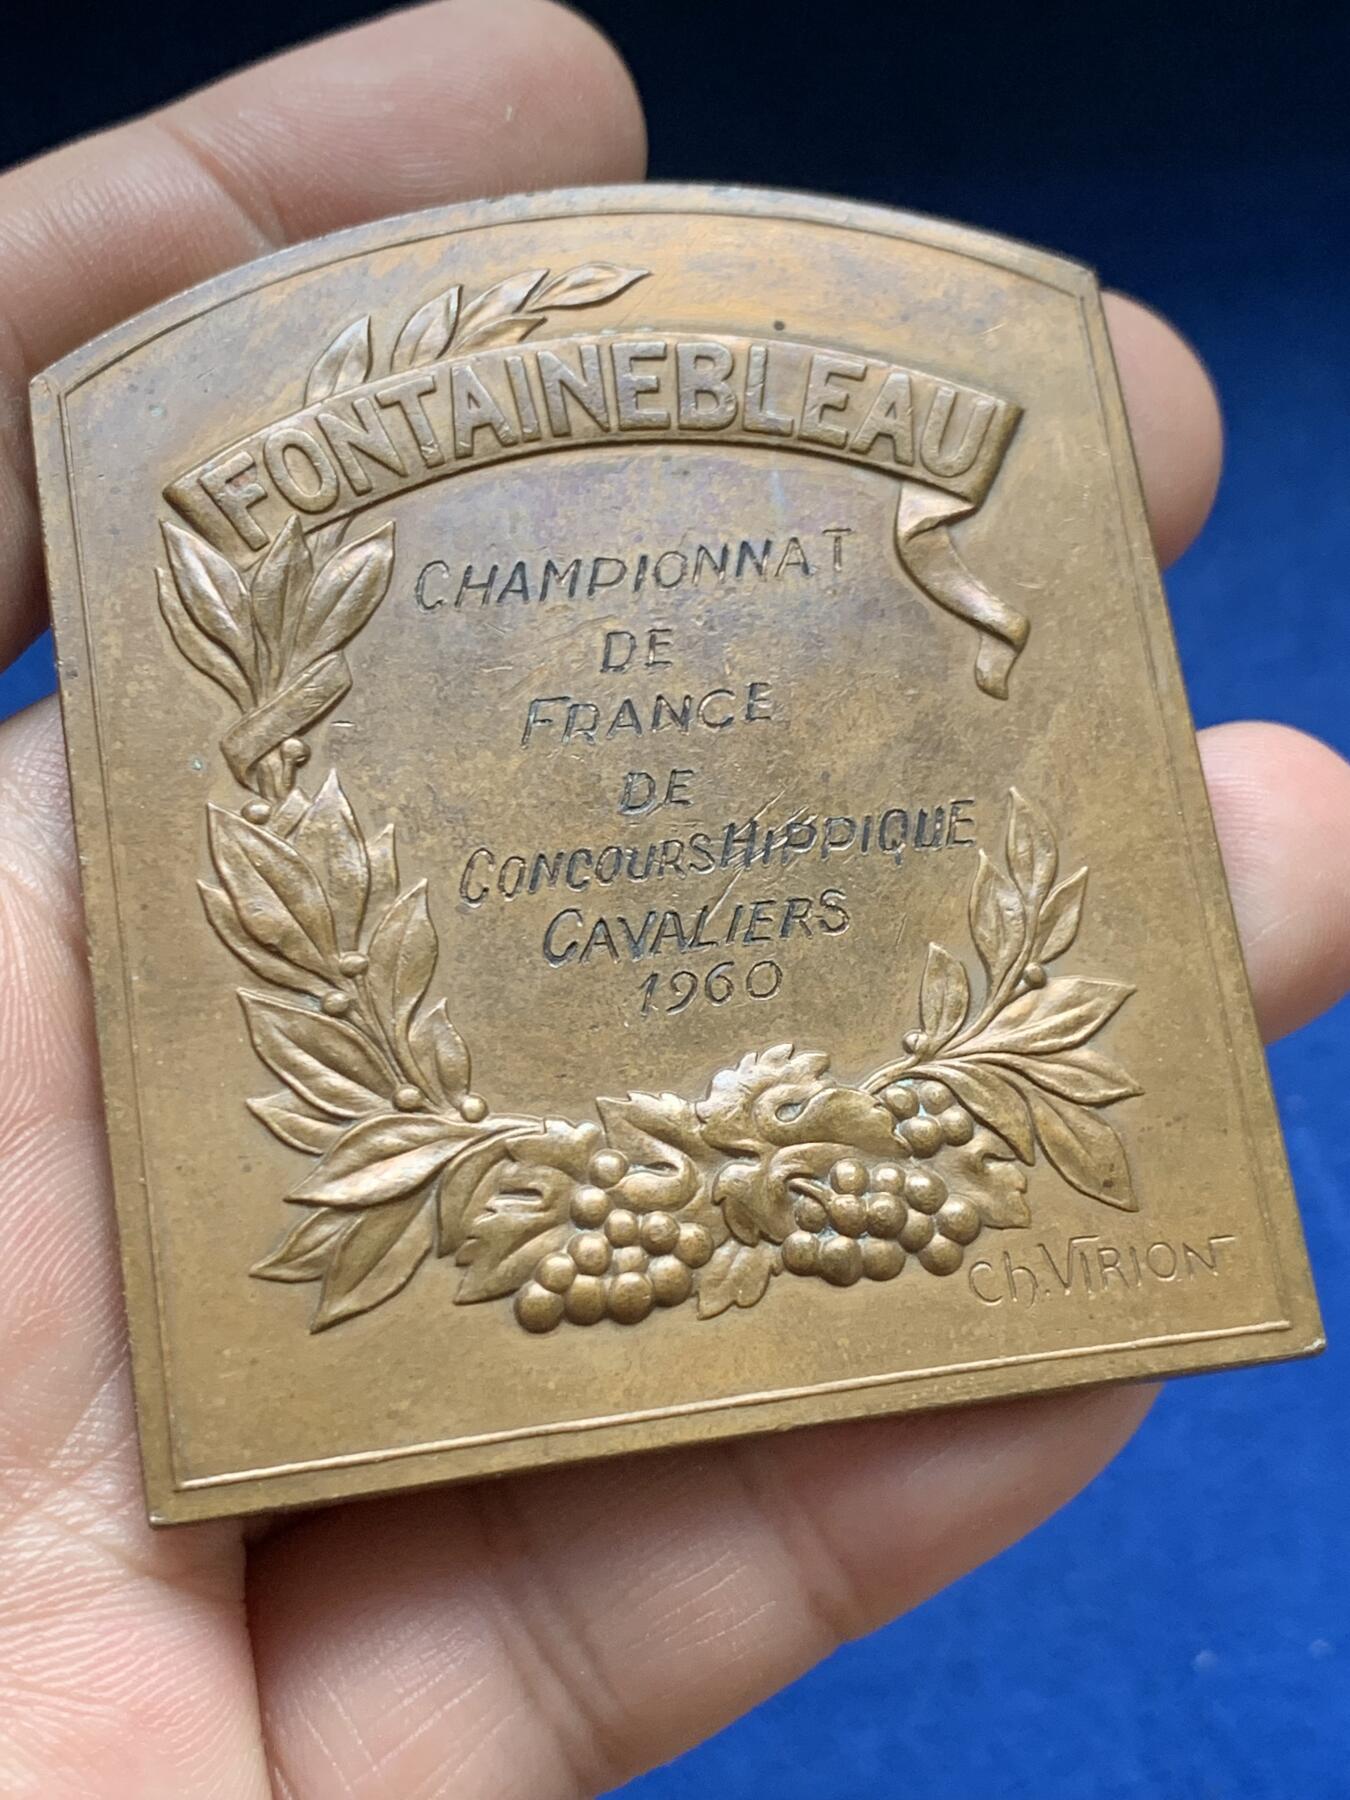 FONTAINEBLEAU
CHAMPIONNAT
DE
FRANCE
DE
CONCOURS HIPPIQUE
CAVALIERS
1960
Ch. VIRION